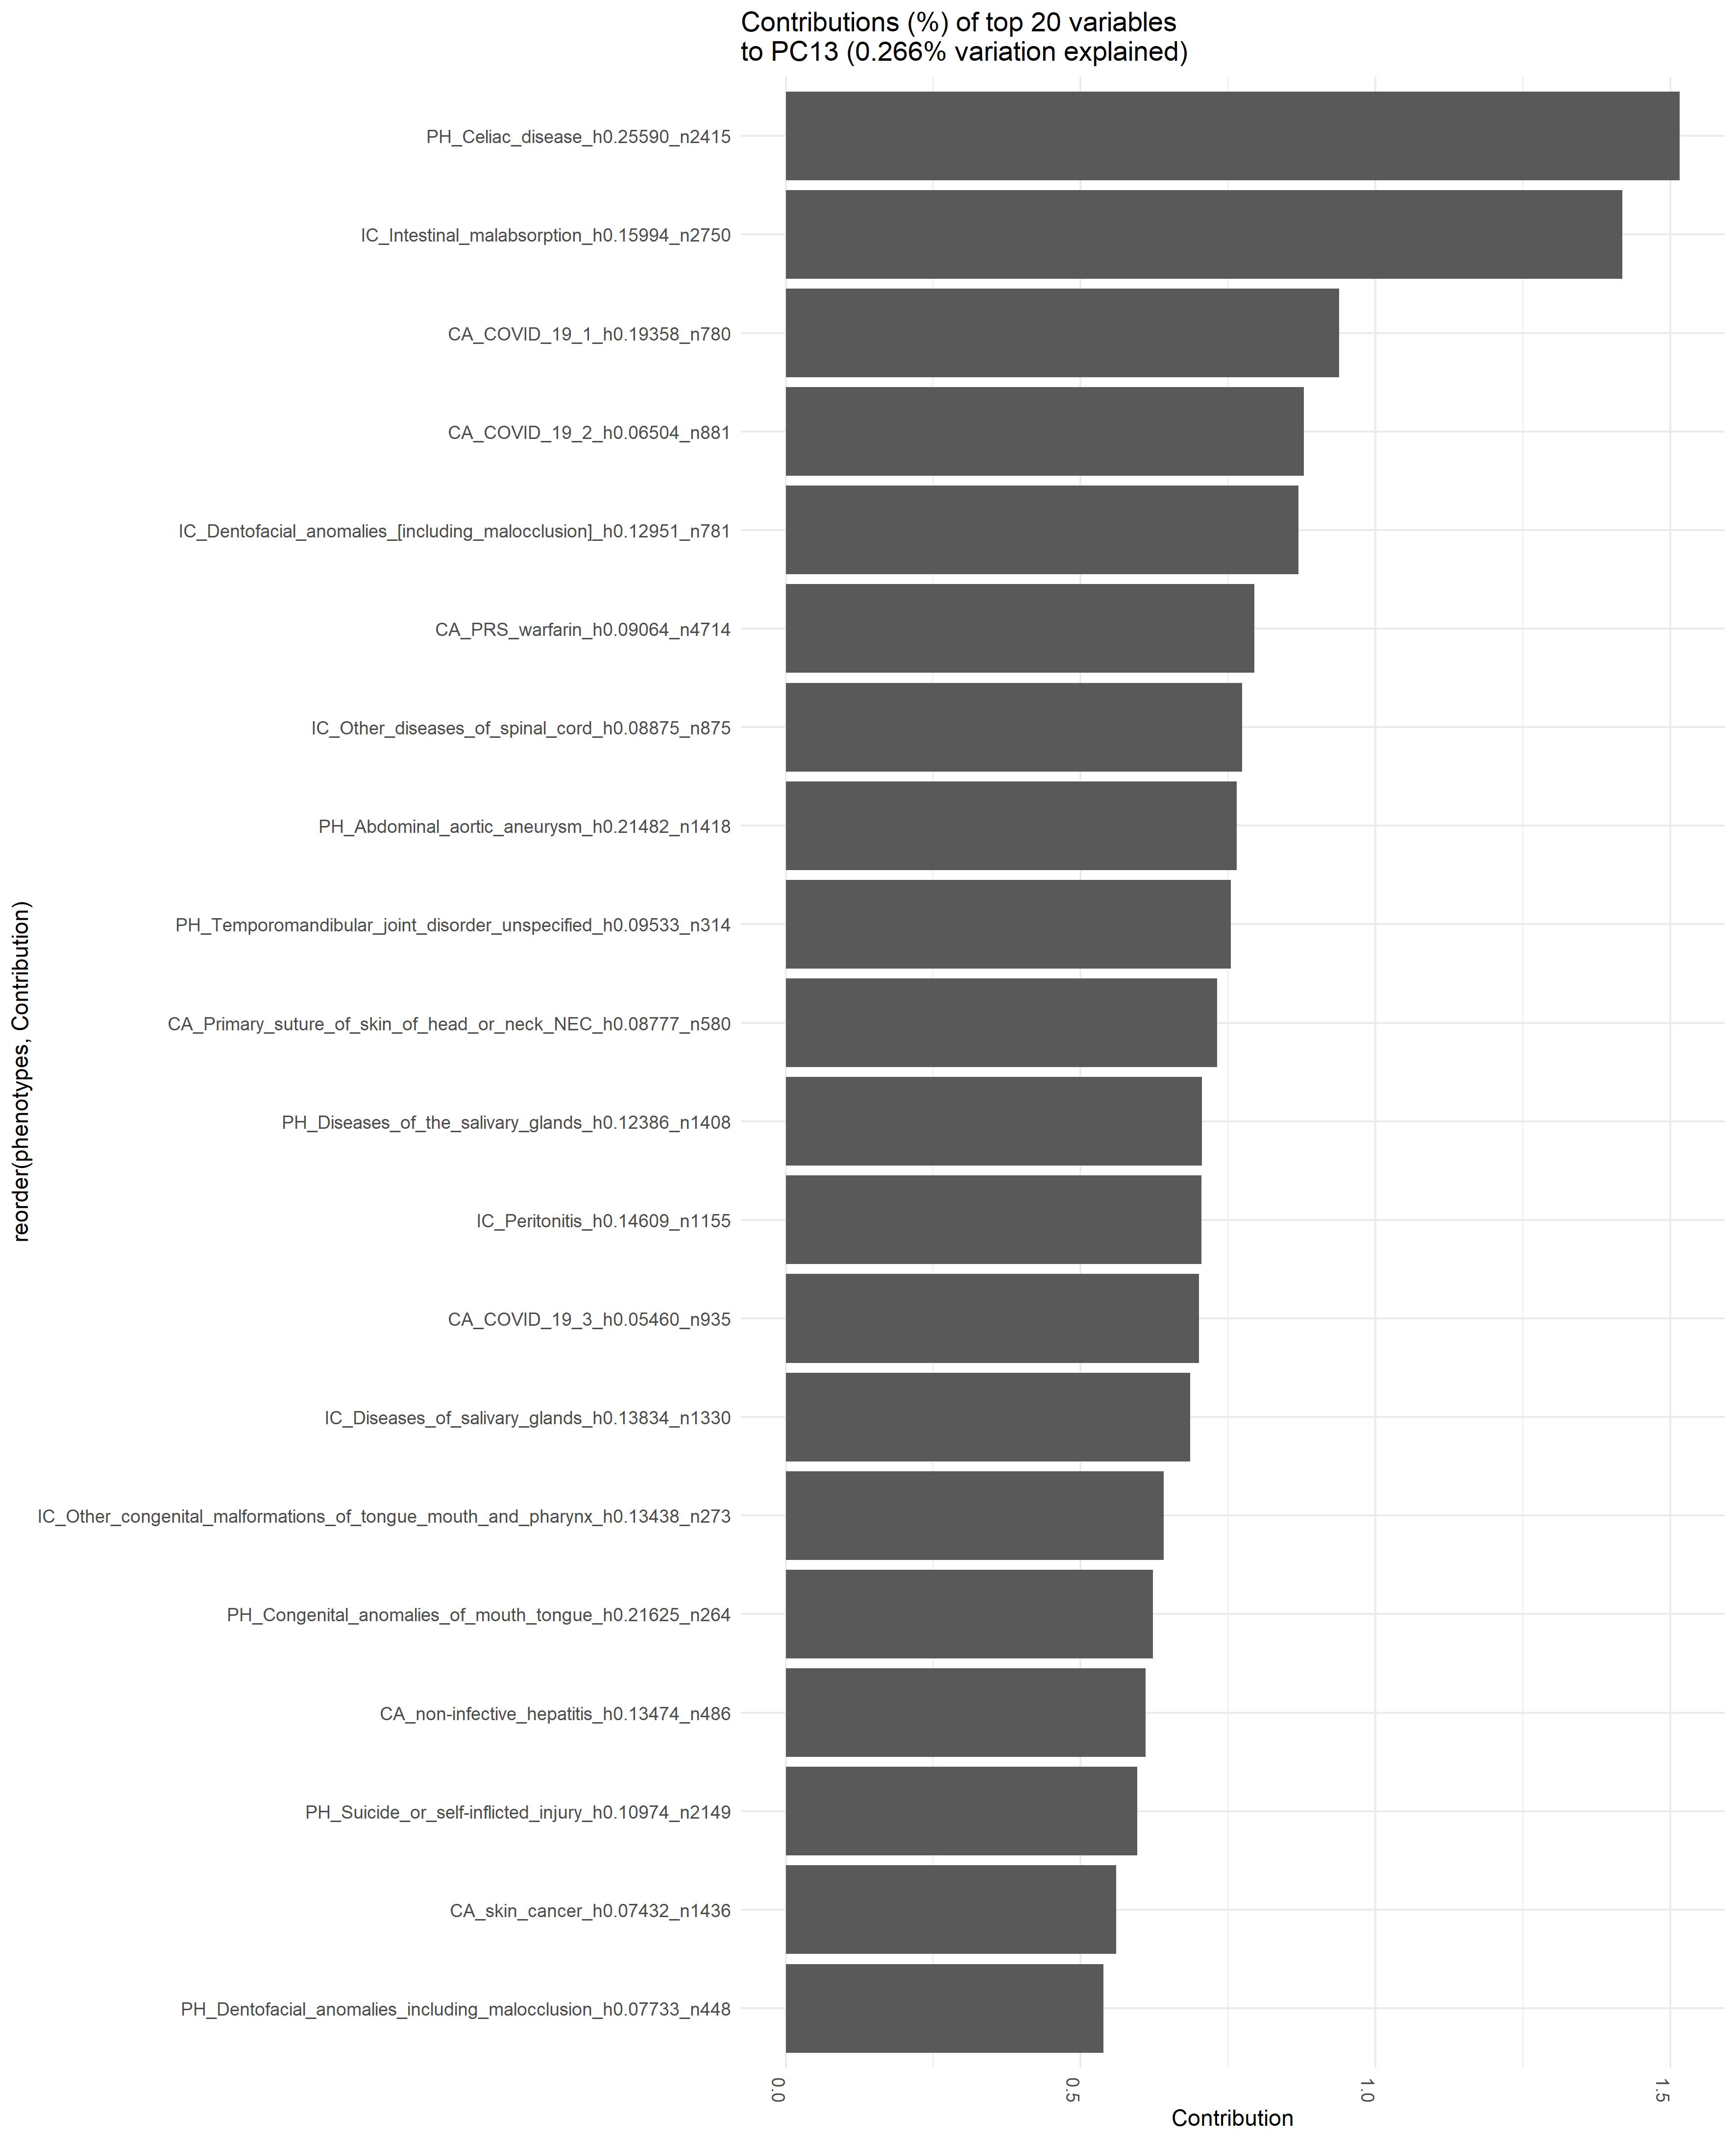 Contributions (%) of top 20 variables
to PC13 (0.266% variation explained)
PH_Celiac_disease_h0.25590_n2415
IC_Intestinal_malabsorption_h0.15994_n2750
CA_COVID_19_1_h0.19358_n780
CA_COVID_19_2_h0.06504_n881
IC_Dentofacial_anomalies_[including_malocclusion]_h0.12951_n781
CA_PRS_warfarin_h0.09064_n4714
IC_Other_diseases_of_spinal_cord_h0.08875_n875
PH_Abdominal_aortic_aneurysm_h0.21482_n1418
PH_Temporomandibular_joint_disorder_unspecified_h0.09533_n314
CA_Primary_suture_of_skin_of_head_or_neck_NEC_h0.08777_n580
PH_Diseases_of_the_salivary_glands_h0.12386_n1408
IC_Peritonitis_h0.14609_n1155
CA_COVID_19_3_h0.05460_n935
IC_Diseases_of_salivary_glands_h0.13834_n1330
IC_Other_congenital_malformations_of_tongue_mouth_and_pharynx_h0.13438_n273
PH_Congenital_anomalies_of_mouth_tongue_h0.21625_n264
CA_non-infective_hepatitis_h0.13474_n486
PH_Suicide_or_self-inflicted_injury_h0.10974_n2149
CA_skin_cancer_h0.07432_n1436
PH_Dentofacial_anomalies_including_malocclusion_h0.07733_n448
reorder(phenotypes, Contribution)
0.0
0.5
1.0
1.5
Contribution